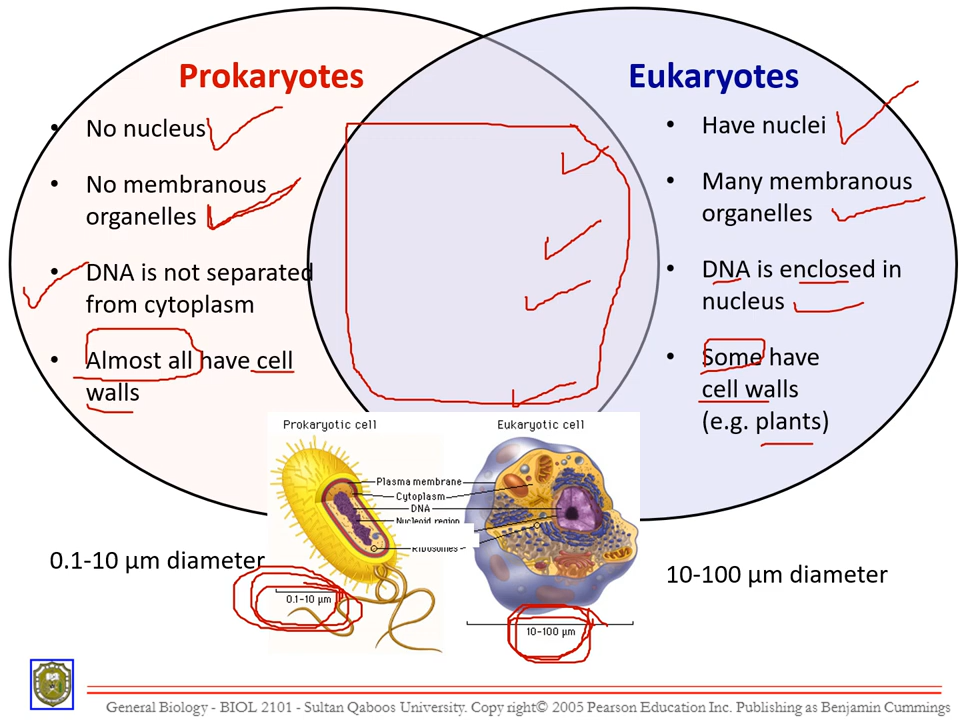 Prokaryotes
• No nucleus
• No membranous
organelles
• DNA is not separated
from cytoplasm
• Almost all have cell
walls
Eukaryotes
• Have nuclei
• Many membranous
organelles
• DNA is enclosed in
nucleus
• Some have
cell walls
(e.g. plants)
Prokaryotic cell
Eukaryotic cell
Plasma membrane
Cytoplasm
DNA
Nucleoid region
Ribosomes
0.1–10 µm
10–100 µm
0.1-10 µm diameter
10-100 µm diameter
General Biology - BIOL 2101 - Sultan Qaboos University. Copy right© 2005 Pearson Education Inc. Publishing as Benjamin Cummings